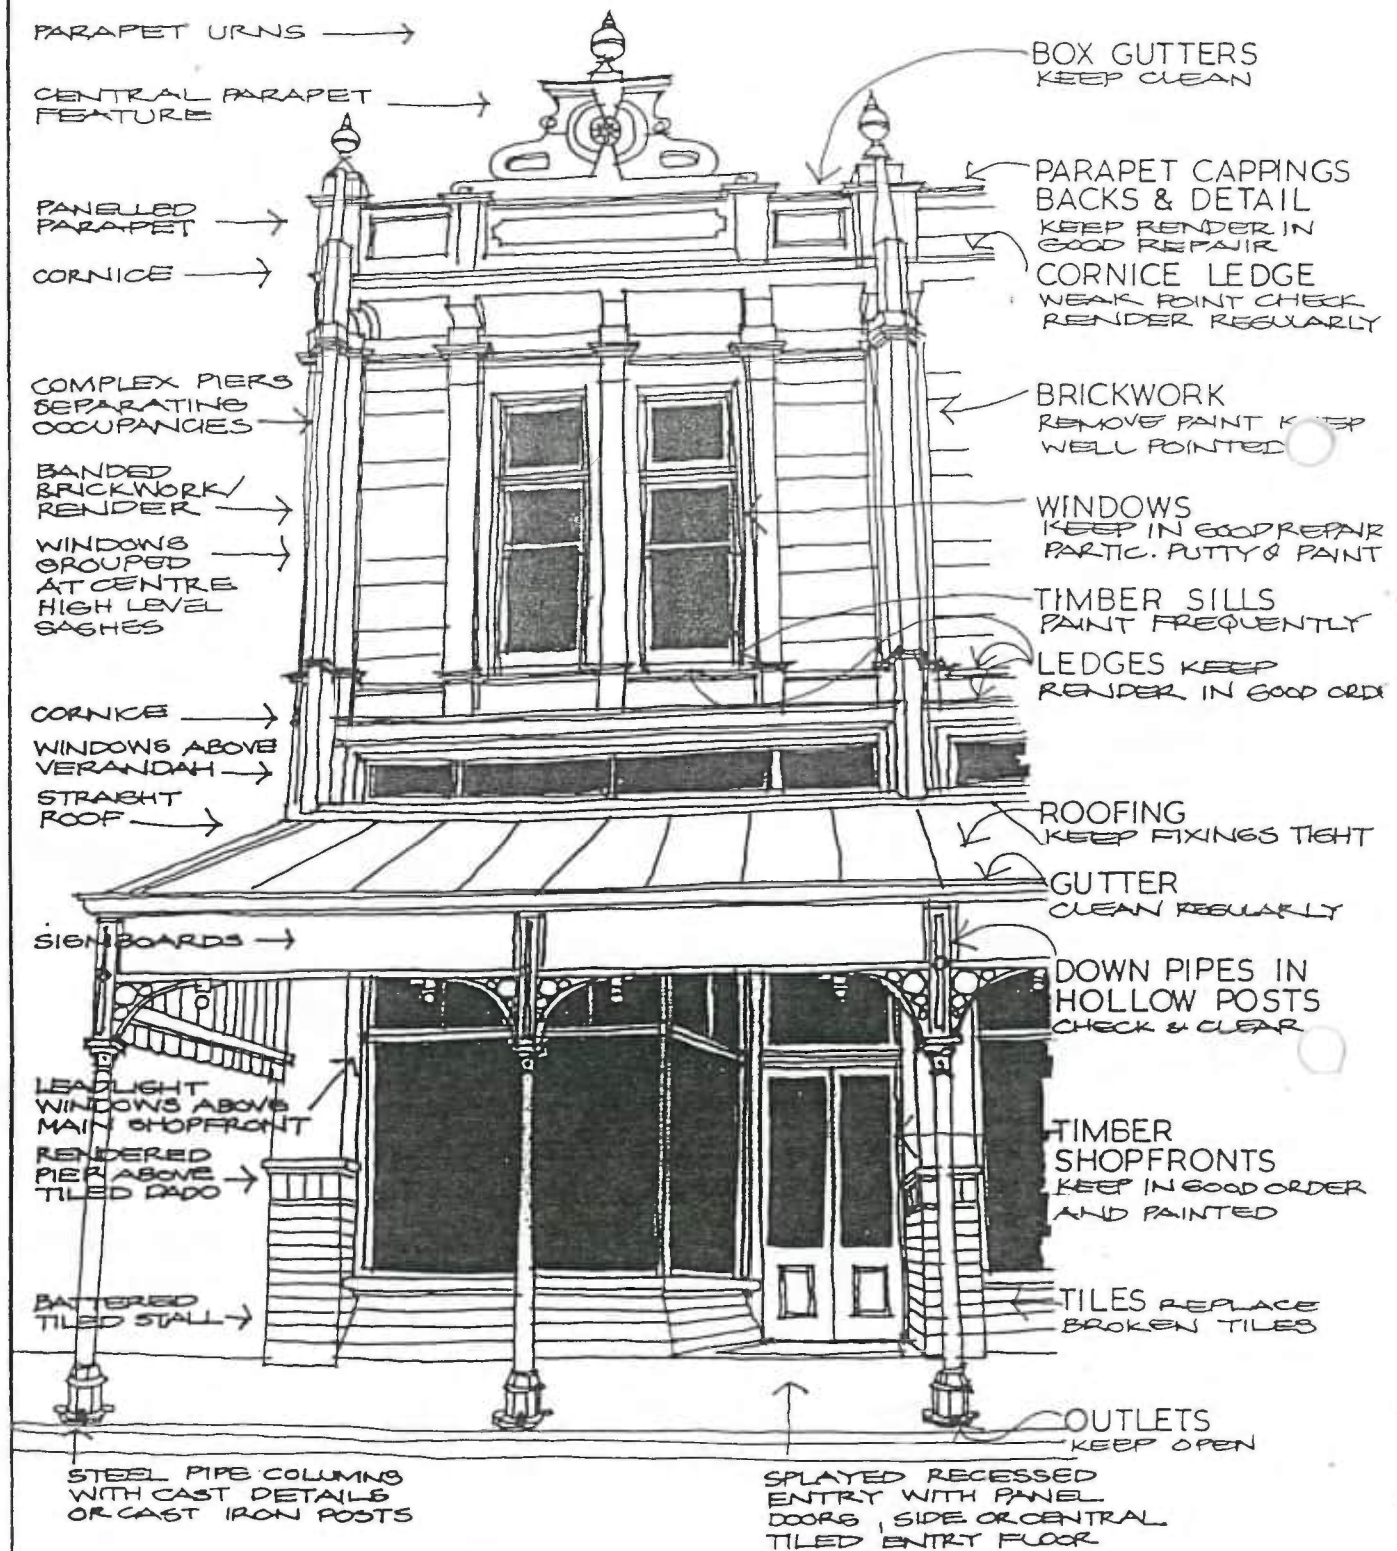 PARAPET URNS
CENTRAL PARAPET
FEATURE
PANELLED
PARAPET
CORNICE
COMPLEX PIERS
SEPARATING
OCCUPANCIES
BANDED
BRICKWORK/
RENDER
WINDOWS
GROUPED
AT CENTRE
HIGH LEVEL
SASHES
CORNICE
WINDOWS ABOVE
VERANDAH
STRAIGHT
ROOF
SIGNBOARDS
LEADLIGHT
WINDOWS ABOVE
MAIN SHOPFRONT
RENDERED
PIER ABOVE
TILED DADO
BATTERED
TILED STALL
STEEL PIPE COLUMNS
WITH CAST DETAILS
OR CAST IRON POSTS
BOX GUTTERS
KEEP CLEAN
PARAPET CAPPINGS
BACKS & DETAIL
KEEP RENDER IN
GOOD REPAIR
CORNICE LEDGE
WEAK POINT CHECK
RENDER REGULARLY
BRICKWORK
REMOVE PAINT KEEP
WELL POINTED
WINDOWS
KEEP IN GOOD REPAIR
PARTIC. PUTTY & PAINT
TIMBER SILLS
PAINT FREQUENTLY
LEDGES KEEP
RENDER IN GOOD ORDE
ROOFING
KEEP FIXINGS TIGHT
GUTTER
CLEAN REGULARLY
DOWN PIPES IN
HOLLOW POSTS
CHECK & CLEAR
TIMBER
SHOPFRONTS
KEEP IN GOOD ORDER
AND PAINTED
TILES REPLACE
BROKEN TILES
OUTLETS
KEEP OPEN
SPLAYED RECESSED
ENTRY WITH PANEL
DOORS, SIDE OR CENTRAL
TILED ENTRY FLOOR